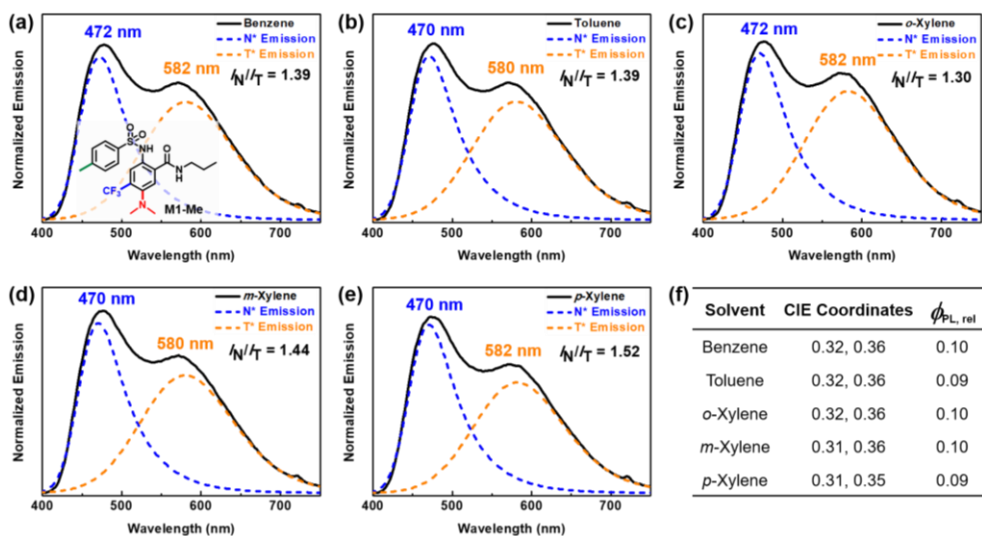 (a)
472 nm
Benzene
N* Emission
T* Emission
582 nm
I_N/I_T = 1.39
O
O
S
NH
O
N
H
CF₃
N
M1-Me
Normalized Emission
400 500 600 700
Wavelength (nm)
(b)
470 nm
Toluene
N* Emission
T* Emission
580 nm
I_N/I_T = 1.39
Normalized Emission
400 500 600 700
Wavelength (nm)
(c)
472 nm
o-Xylene
N* Emission
T* Emission
582 nm
I_N/I_T = 1.30
Normalized Emission
400 500 600 700
Wavelength (nm)
(d)
470 nm
m-Xylene
N* Emission
T* Emission
580 nm
I_N/I_T = 1.44
Normalized Emission
400 500 600 700
Wavelength (nm)
(e)
470 nm
p-Xylene
N* Emission
T* Emission
582 nm
I_N/I_T = 1.52
Normalized Emission
400 500 600 700
Wavelength (nm)
(f)
Solvent CIE Coordinates ϕPL, rel
Benzene 0.32, 0.36 0.10
Toluene 0.32, 0.36 0.09
o-Xylene 0.32, 0.36 0.10
m-Xylene 0.31, 0.36 0.10
p-Xylene 0.31, 0.35 0.09